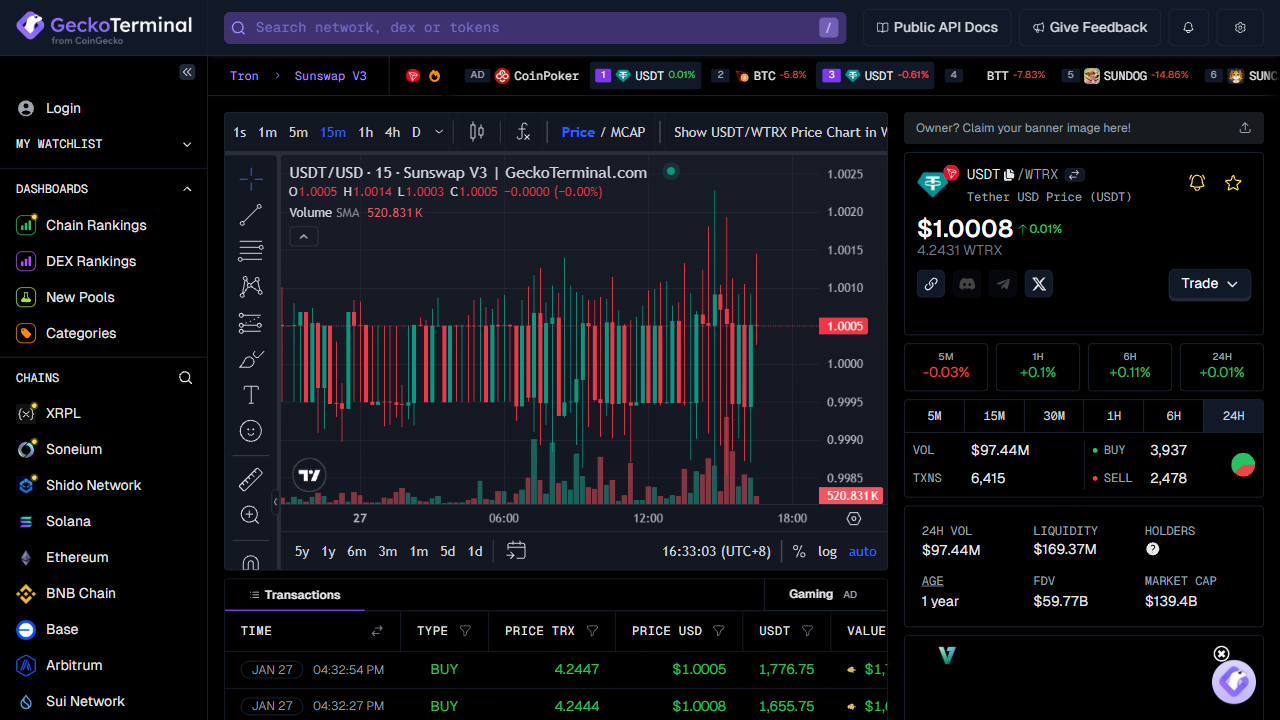 GeckoTerminal
from CoinGecko
Search network, dex or tokens
/
Public API Docs
Give Feedback
Tron
Sunswap V3
AD CoinPoker
1 USDT 0.01%
2 BTC -5.8%
3 USDT -0.61%
4 BTT -7.83%
5 SUNDOG -14.86%
6 SUNC
Login
MY WATCHLIST
DASHBOARDS
Chain Rankings
DEX Rankings
New Pools
Categories
CHAINS
XRPL
Soneium
Shido Network
Solana
Ethereum
BNB Chain
Base
Arbitrum
Sui Network
1s 1m 5m 15m 1h 4h D
Price / MCAP
Show USDT/WTRX Price Chart in W
USDT/USD · 15 · Sunswap V3 | GeckoTerminal.com
O1.0005 H1.0014 L1.0003 C1.0005 -0.0000 (-0.00%)
Volume SMA 520.831K
1.0025
1.0020
1.0015
1.0010
1.0005
1.0000
0.9995
0.9990
0.9985
520.831K
27 06:00 12:00 18:00
5y 1y 6m 3m 1m 5d 1d
16:33:03 (UTC+8) % log auto
Transactions
Gaming AD
TIME TYPE PRICE TRX PRICE USD USDT VALUE
JAN 27 04:32:54 PM BUY 4.2447 $1.0005 1,776.75 $1,7
JAN 27 04:32:27 PM BUY 4.2444 $1.0008 1,655.75 $1,6
Owner? Claim your banner image here!
USDT /WTRX
Tether USD Price (USDT)
$1.0008 ↑ 0.01%
4.2431 WTRX
Trade
5M -0.03%
1H +0.1%
6H +0.11%
24H +0.01%
5M 15M 30M 1H 6H 24H
VOL $97.44M BUY 3,937
TXNS 6,415 SELL 2,478
24H VOL LIQUIDITY HOLDERS
$97.44M $169.37M ?
AGE FDV MARKET CAP
1 year $59.77B $139.4B